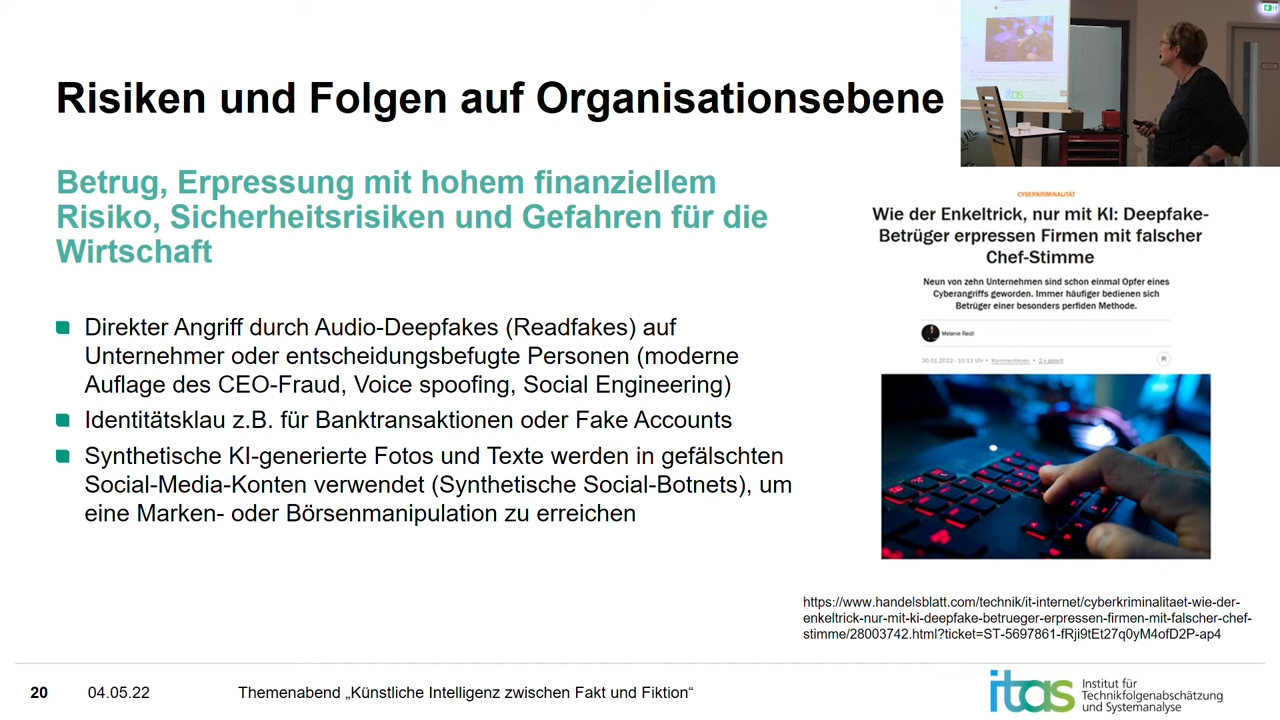 Risiken und Folgen auf Organisationsebene
Betrug, Erpressung mit hohem finanziellem
Risiko, Sicherheitsrisiken und Gefahren für die
Wirtschaft
Direkter Angriff durch Audio-Deepfakes (Readfakes) auf
Unternehmer oder entscheidungsbefugte Personen (moderne
Auflage des CEO-Fraud, Voice spoofing, Social Engineering)
Identitätsklau z.B. für Banktransaktionen oder Fake Accounts
Synthetische KI-generierte Fotos und Texte werden in gefälschten
Social-Media-Konten verwendet (Synthetische Social-Botnets), um
eine Marken- oder Börsenmanipulation zu erreichen
CYBERKRIMINALITÄT
Wie der Enkeltrick, nur mit KI: Deepfake-
Betrüger erpressen Firmen mit falscher
Chef-Stimme
Neun von zehn Unternehmen sind schon einmal Opfer eines
Cyberangriffs geworden. Immer häufiger bedienen sich
Betrüger einer besonders perfiden Methode.
Melanie Raidl
30.01.2022 - 10:11 Uhr • Kommentieren • 2 x geteilt
https://www.handelsblatt.com/technik/it-internet/cyberkriminalitaet-wie-der-
enkeltrick-nur-mit-ki-deepfake-betrueger-erpressen-firmen-mit-falscher-chef-
stimme/28003742.html?ticket=ST-5697861-fRji9tEt27q0yM4ofD2P-ap4
20 04.05.22 Themenabend „Künstliche Intelligenz zwischen Fakt und Fiktion“
itas Institut für
Technikfolgenabschätzung
und Systemanalyse